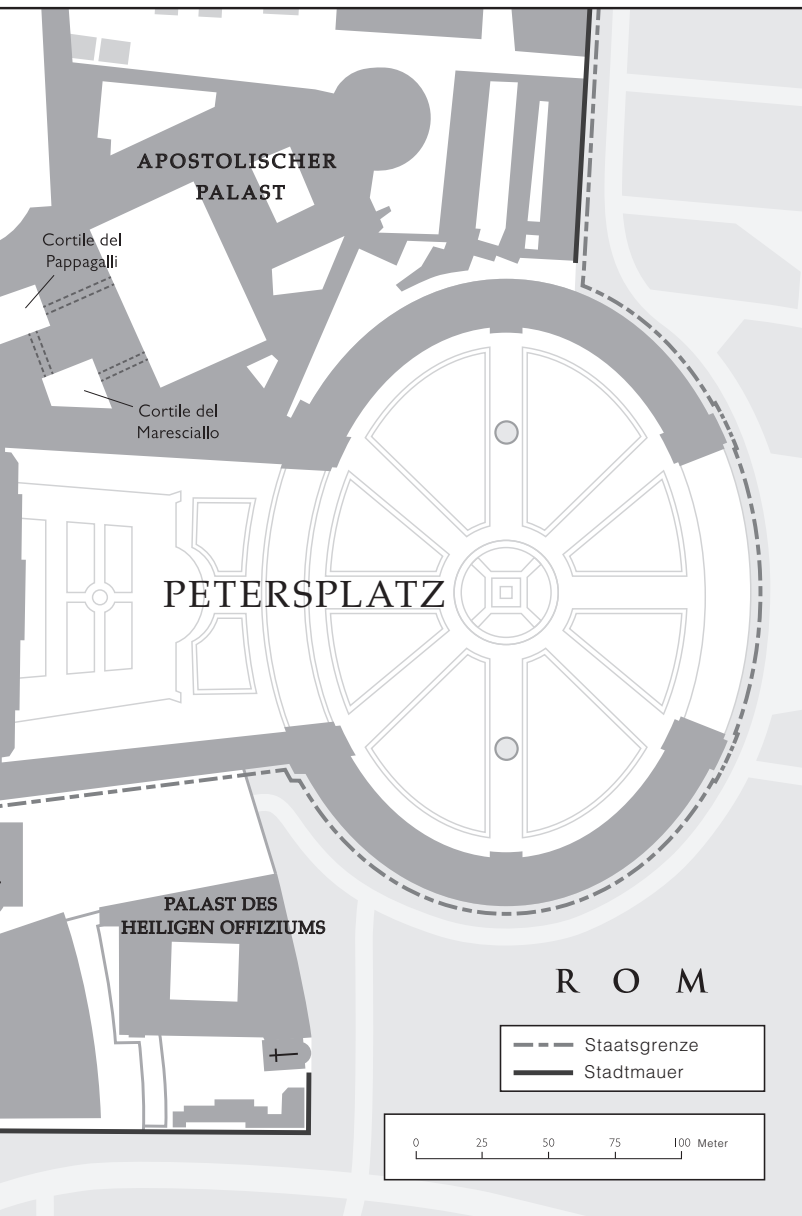 APOSTOLISCHER
PALAST
Cortile del
Pappagalli
Cortile del
Maresciallo
PETERSPLATZ
PALAST DES
HEILIGEN OFFIZIUMS
ROM
Staatsgrenze
Stadtmauer
0 25 50 75 100 Meter